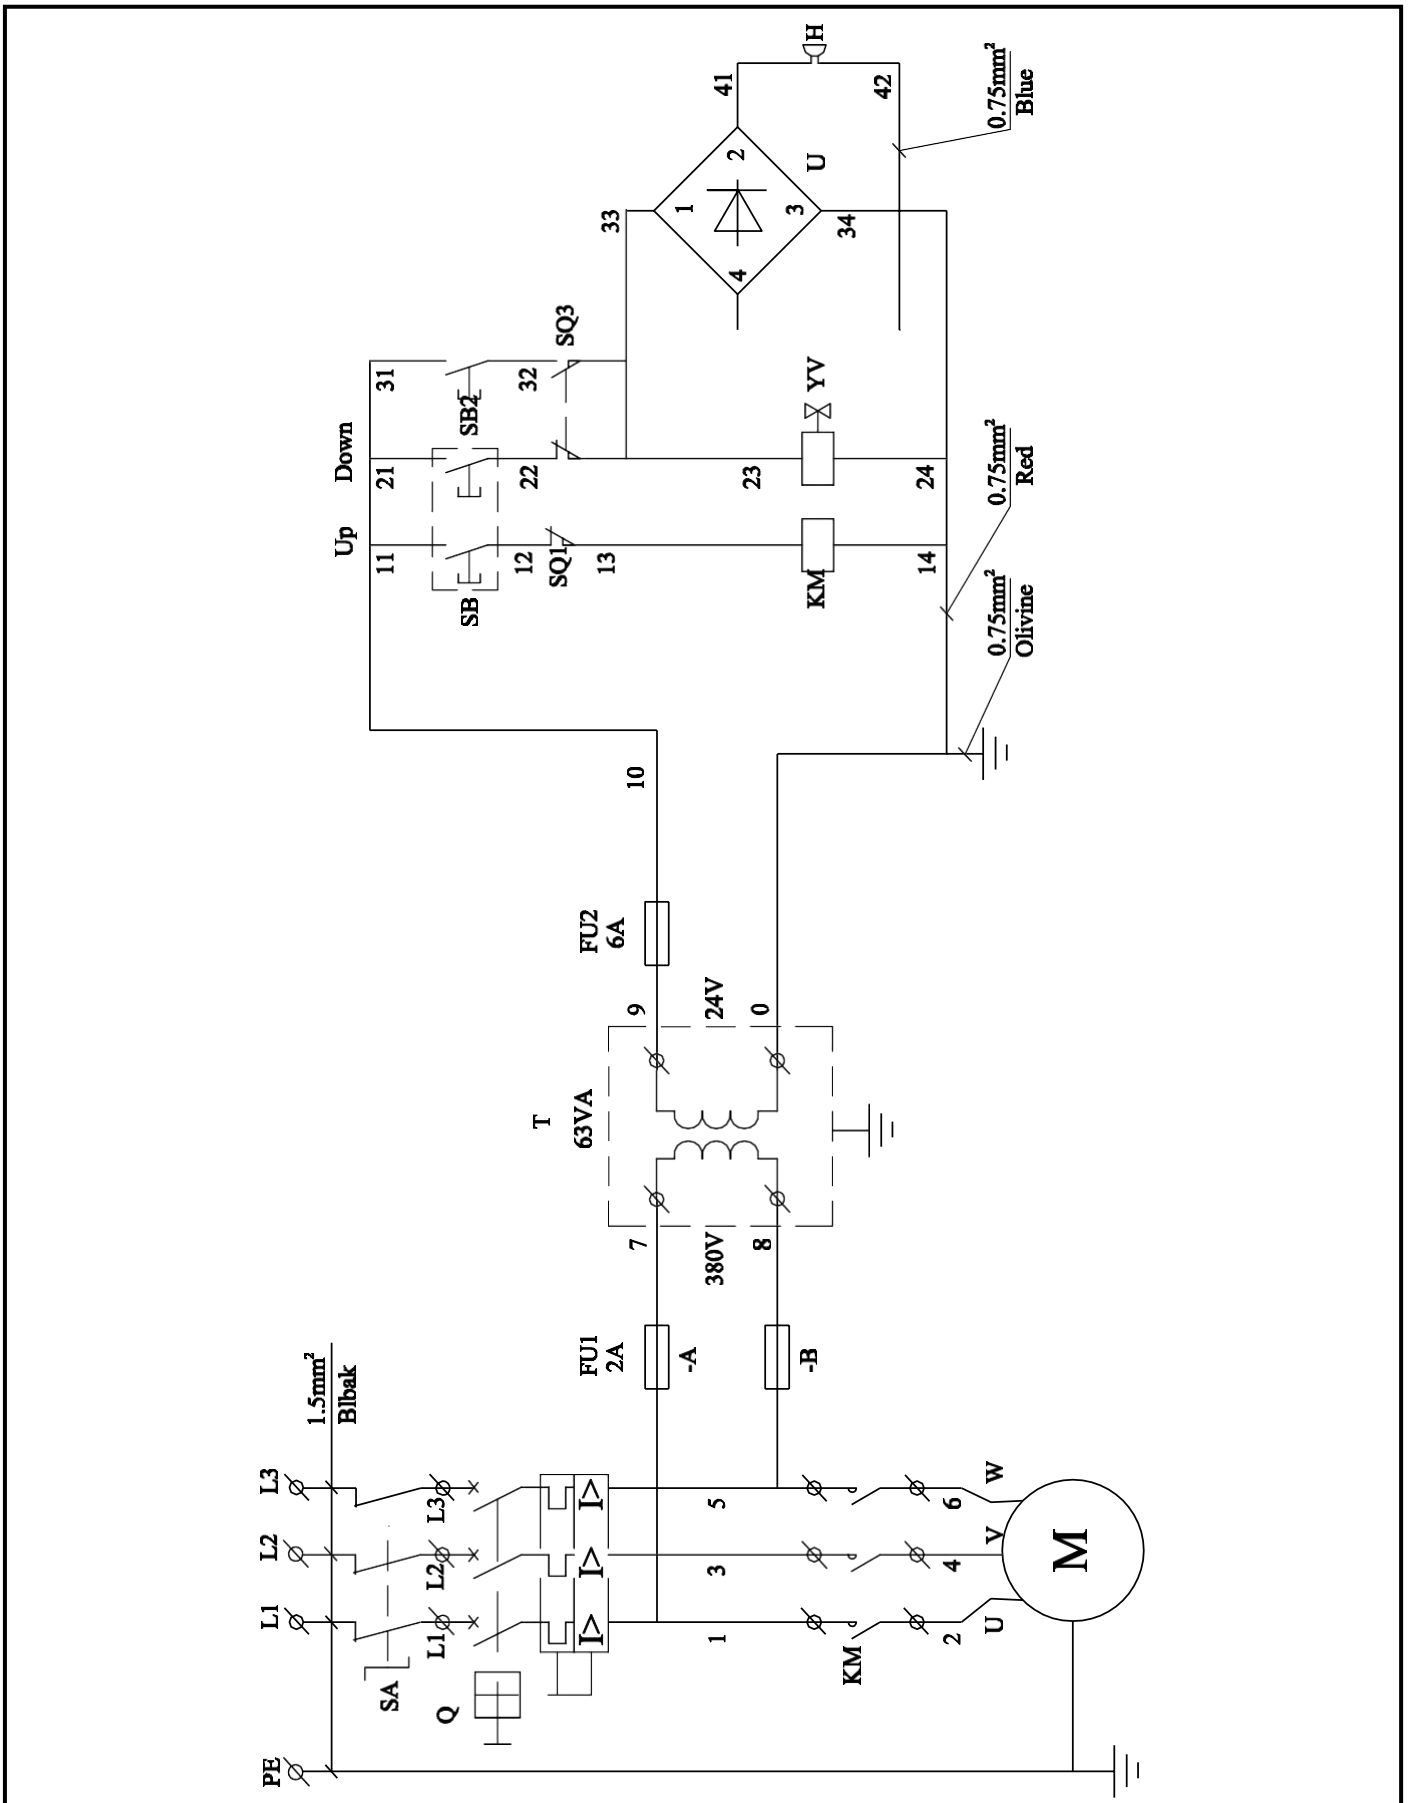 PE
L1
L2
L3
1.5mm²
Blbak
SA
L1
L2
L3
Q
I>
I>
I>
1
3
5
KM
2
4
6
U
V
W
M
FU1
2A
-A
-B
7
380V
8
T
63VA
9
24V
0
FU2
6A
10
Up
Down
11
21
31
SB
SB2
12
22
32
SQ1
SQ3
13
33
23
KM
YV
14
24
1
2
3
4
U
34
41
42
H
0.75mm²
Olivine
0.75mm²
Red
0.75mm²
Blue